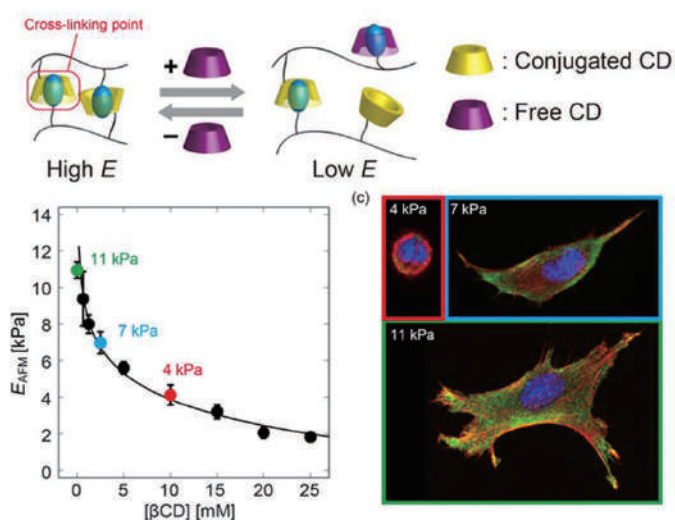 Cross-linking point
+
−
High E
Low E
: Conjugated CD
: Free CD
14
12
10
8
6
4
2
0
E_AFM [kPa]
11 kPa
7 kPa
4 kPa
0 5 10 15 20 25
[βCD] [mM]
(c)
4 kPa
7 kPa
11 kPa